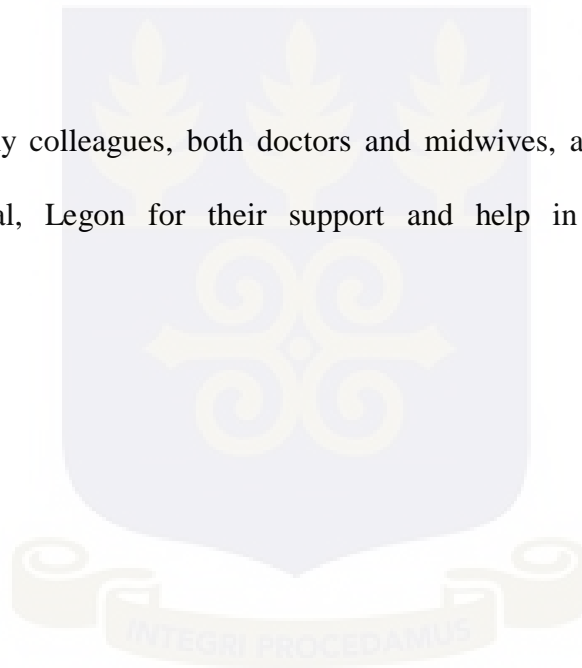 y colleagues, both doctors and midwives, a
al, Legon for their support and help in
INTEGRI PROCEDAMUS